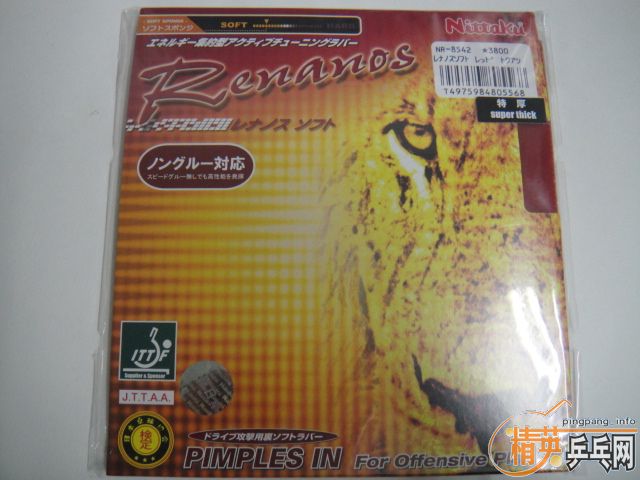 SOFT SPONGE
ソフトスポンジ
SOFT
HARD
Nittaku
エネルギー集約型アクティブチューニングラバー
Renanos
レナノス ソフト
NR-8542 ★3800
レナノスソフト レッド トクアツ
T4975984805568
特厚
super thick
ノングルー対応
スピードグルー無しでも高性能を発揮
ITTF
Supplier & Sponsor
J.T.T.A.A.
検定
ドライブ攻撃用裏ソフトラバー
PIMPLES IN For Offensive Pl
pingpang_info
精英乒乓网